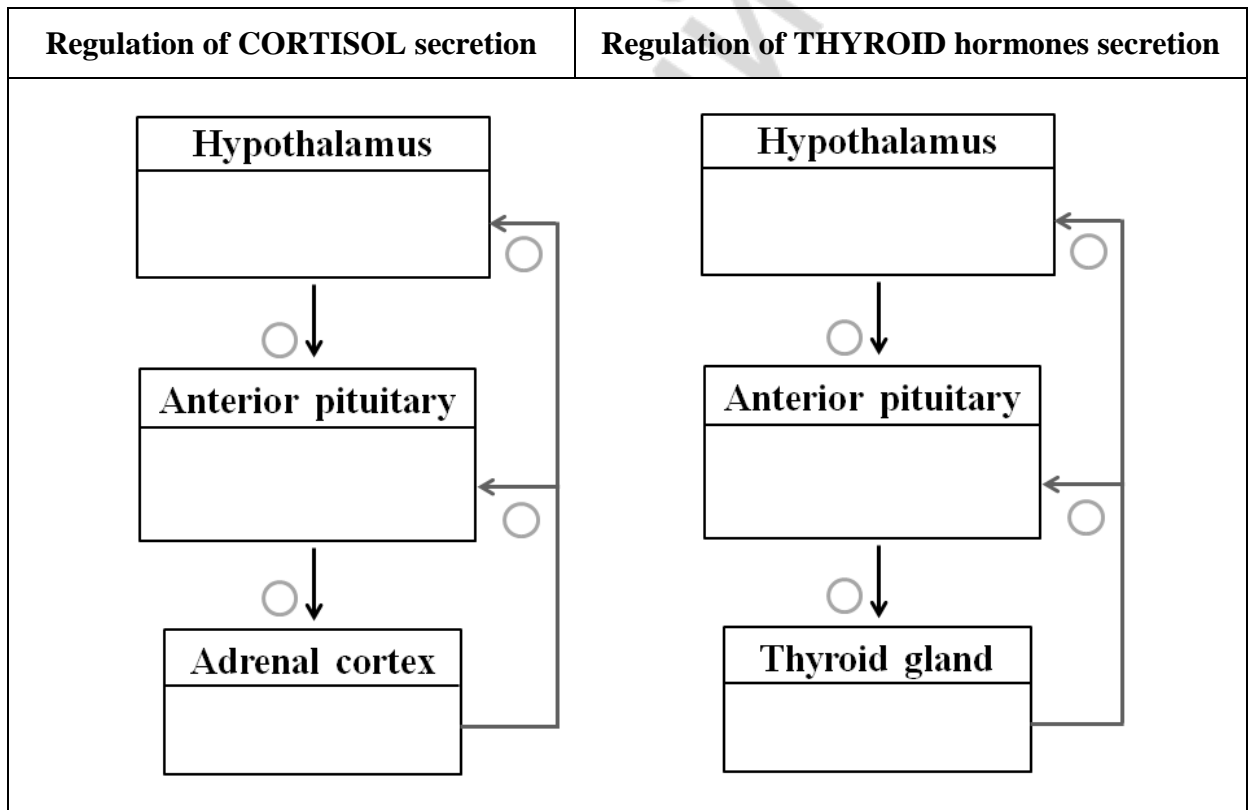 Regulation of CORTISOL secretion
Regulation of THYROID hormones secretion
Hypothalamus
Anterior pituitary
Adrenal cortex
Hypothalamus
Anterior pituitary
Thyroid gland